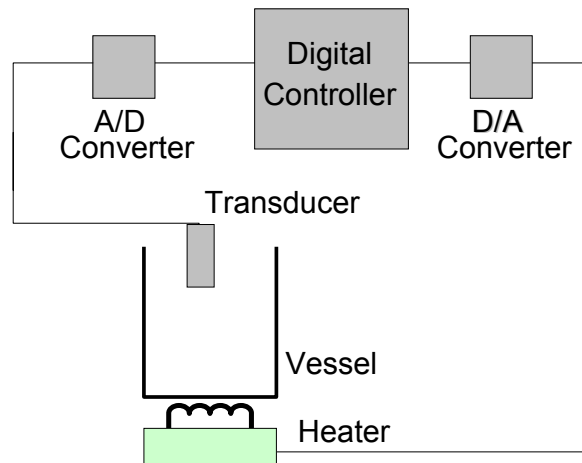 Digital
Controller
A/D
Converter
D/A
Converter
Transducer
Vessel
Heater